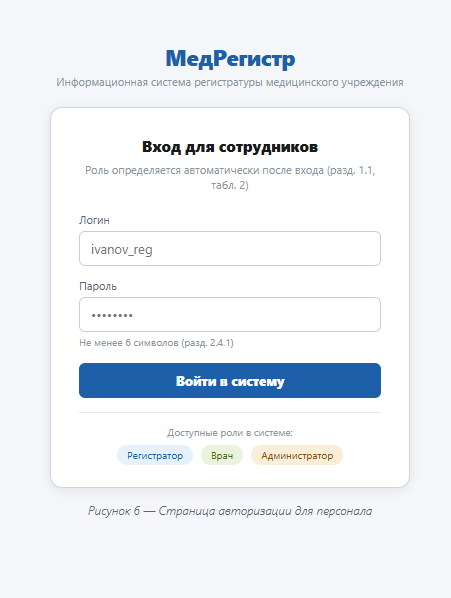 МедРегистр
Информационная система регистратуры медицинского учреждения
Вход для сотрудников
Роль определяется автоматически после входа (разд. 1.1,
табл. 2)
Логин
ivanov_reg
Пароль
••••••••
Не менее 6 символов (разд. 2.4.1)
Войти в систему
Доступные роли в системе:
Регистратор Врач Администратор
Рисунок 6 — Страница авторизации для персонала